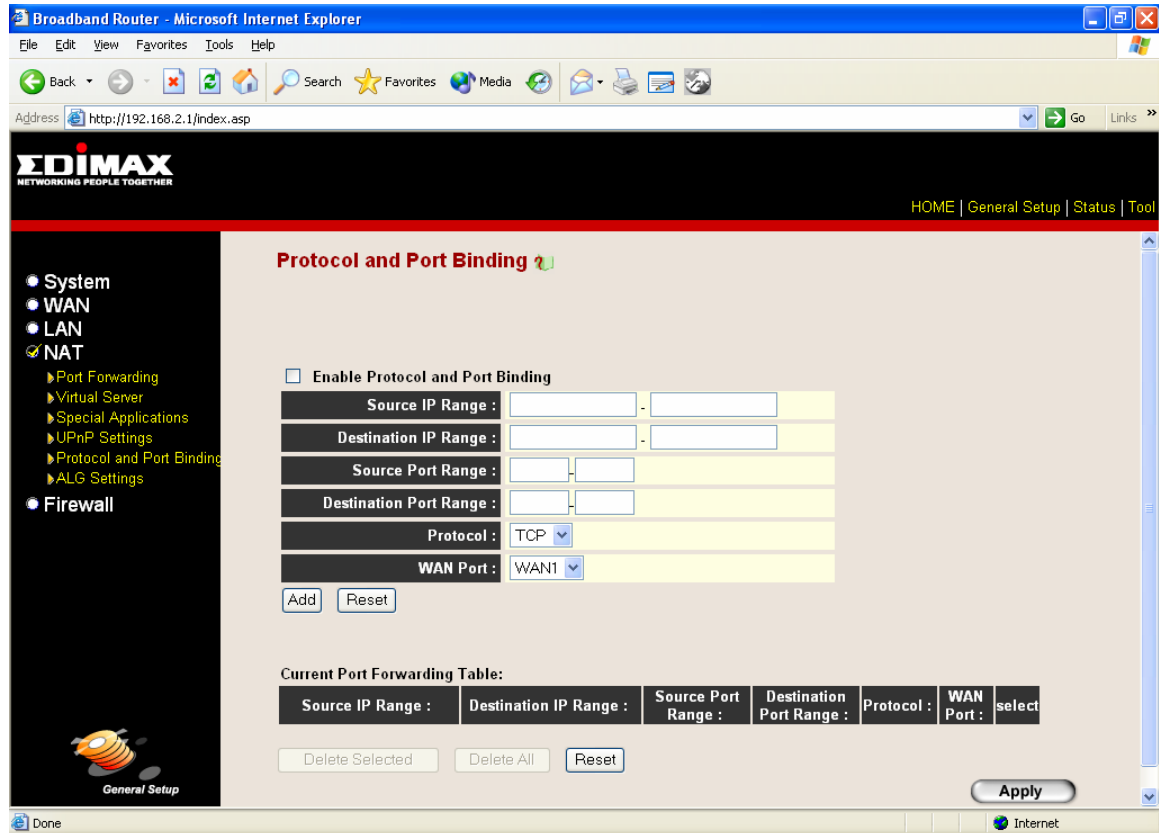 Broadband Router - Microsoft Internet Explorer
File Edit View Favorites Tools Help
Back Search Favorites Media
Address http://192.168.2.1/index.asp Go Links »
EDIMAX
NETWORKING PEOPLE TOGETHER
HOME | General Setup | Status | Tool
System
WAN
LAN
NAT
Port Forwarding
Virtual Server
Special Applications
UPnP Settings
Protocol and Port Binding
ALG Settings
Firewall
General Setup
Protocol and Port Binding ?
Enable Protocol and Port Binding
Source IP Range : -
Destination IP Range : -
Source Port Range : -
Destination Port Range : -
Protocol : TCP
WAN Port : WAN1
Add Reset
Current Port Forwarding Table:
Source IP Range : Destination IP Range : Source Port Range : Destination Port Range : Protocol : WAN Port : select
Delete Selected Delete All Reset
Apply
Done Internet